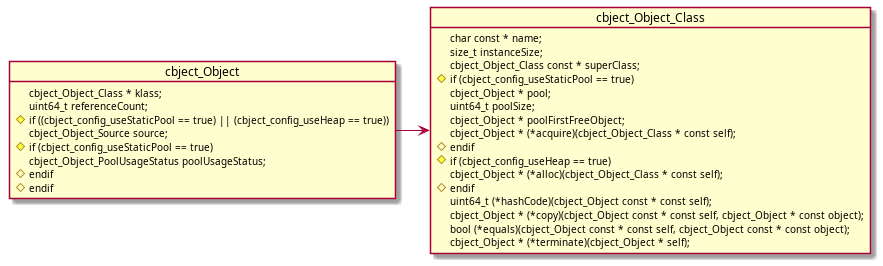 cbject_Object
cbject_Object_Class * klass;
uint64_t referenceCount;
if ((cbject_config_useStaticPool == true) || (cbject_config_useHeap == true))
cbject_Object_Source source;
if (cbject_config_useStaticPool == true)
cbject_Object_PoolUsageStatus poolUsageStatus;
endif
endif
cbject_Object_Class
char const * name;
size_t instanceSize;
cbject_Object_Class const * superClass;
if (cbject_config_useStaticPool == true)
cbject_Object * pool;
uint64_t poolSize;
cbject_Object * poolFirstFreeObject;
cbject_Object * (*acquire)(cbject_Object_Class * const self);
endif
if (cbject_config_useHeap == true)
cbject_Object * (*alloc)(cbject_Object_Class * const self);
endif
uint64_t (*hashCode)(cbject_Object const * const self);
cbject_Object * (*copy)(cbject_Object const * const self, cbject_Object * const object);
bool (*equals)(cbject_Object const * const self, cbject_Object const * const object);
cbject_Object * (*terminate)(cbject_Object * self);